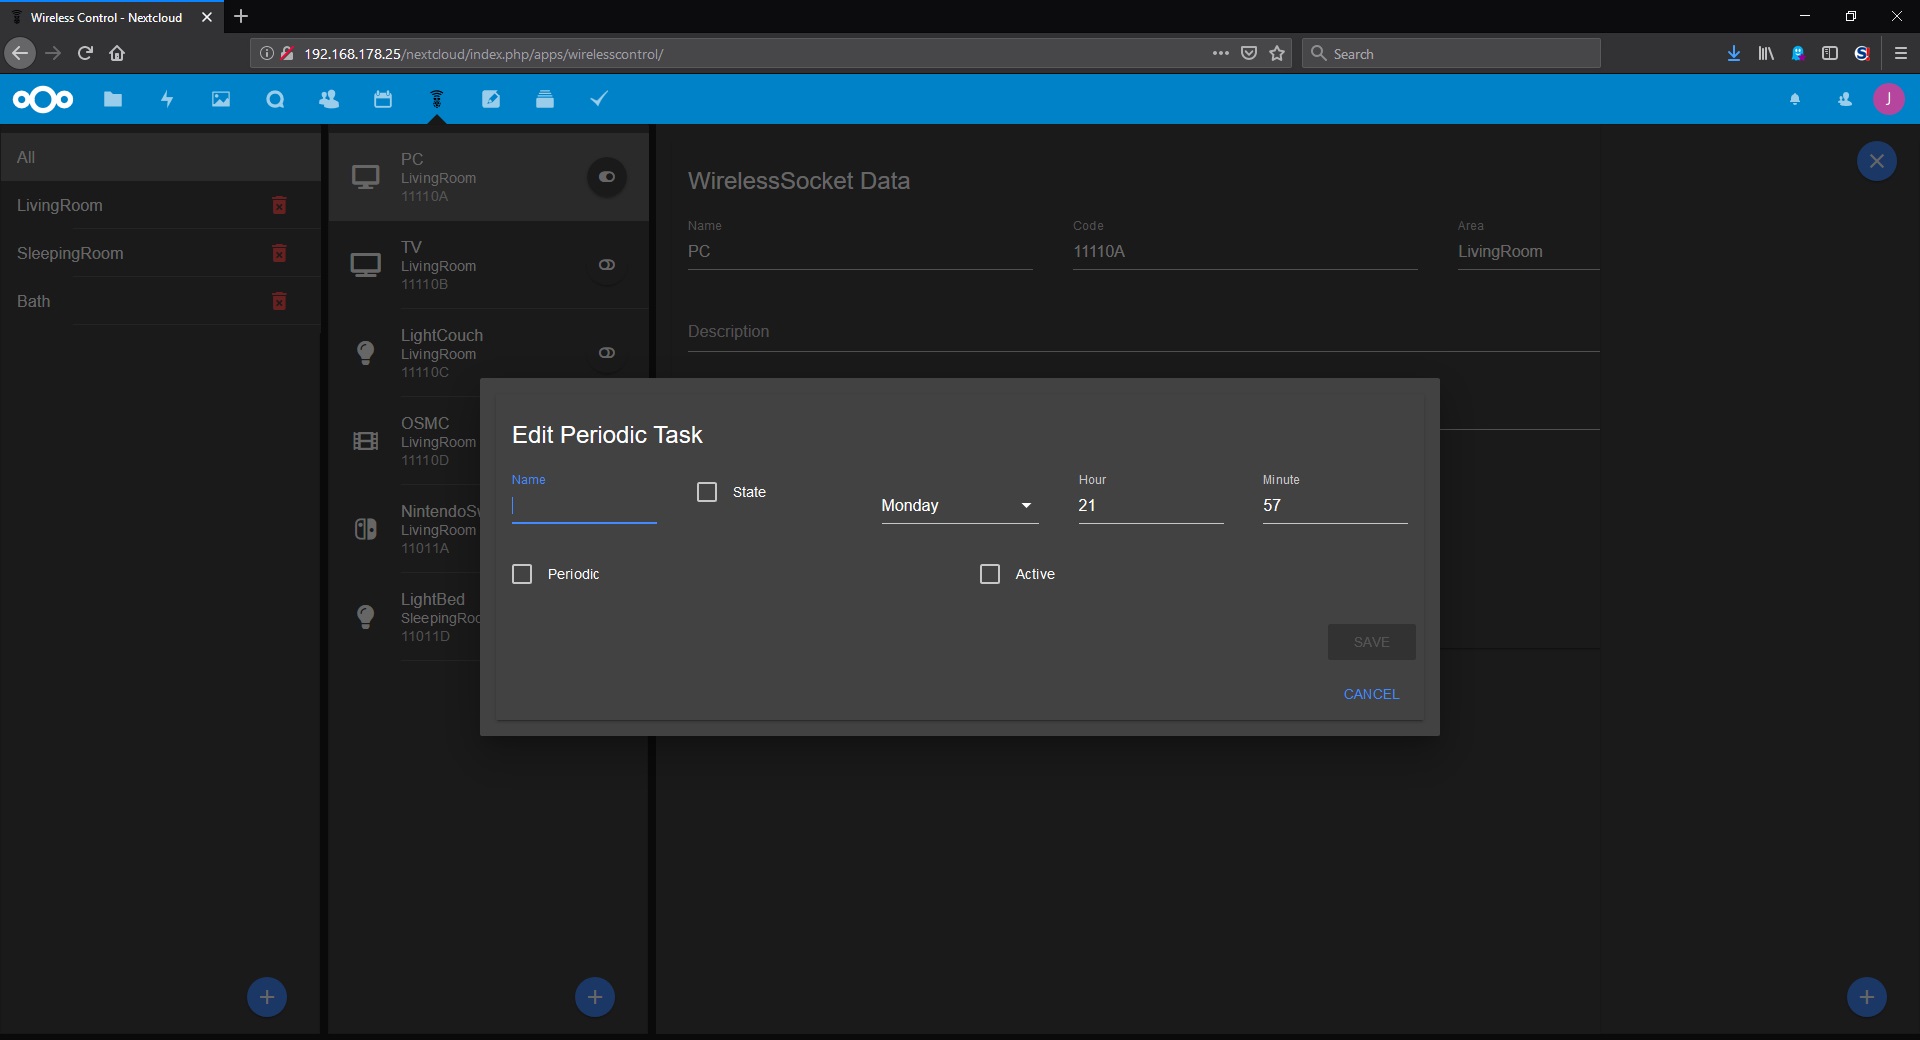 Wireless Control - Nextcloud
192.168.178.25/nextcloud/index.php/apps/wirelesscontrol/
Search
J
All
LivingRoom
SleepingRoom
Bath
PC
LivingRoom
11110A
TV
LivingRoom
11110B
LightCouch
LivingRoom
11110C
OSMC
LivingRoom
11110D
NintendoSw
LivingRoom
11011A
LightBed
SleepingRoo
11011D
WirelessSocket Data
Name
PC
Code
11110A
Area
LivingRoom
Description
Edit Periodic Task
Name
State
Monday
Hour
21
Minute
57
Periodic
Active
SAVE
CANCEL